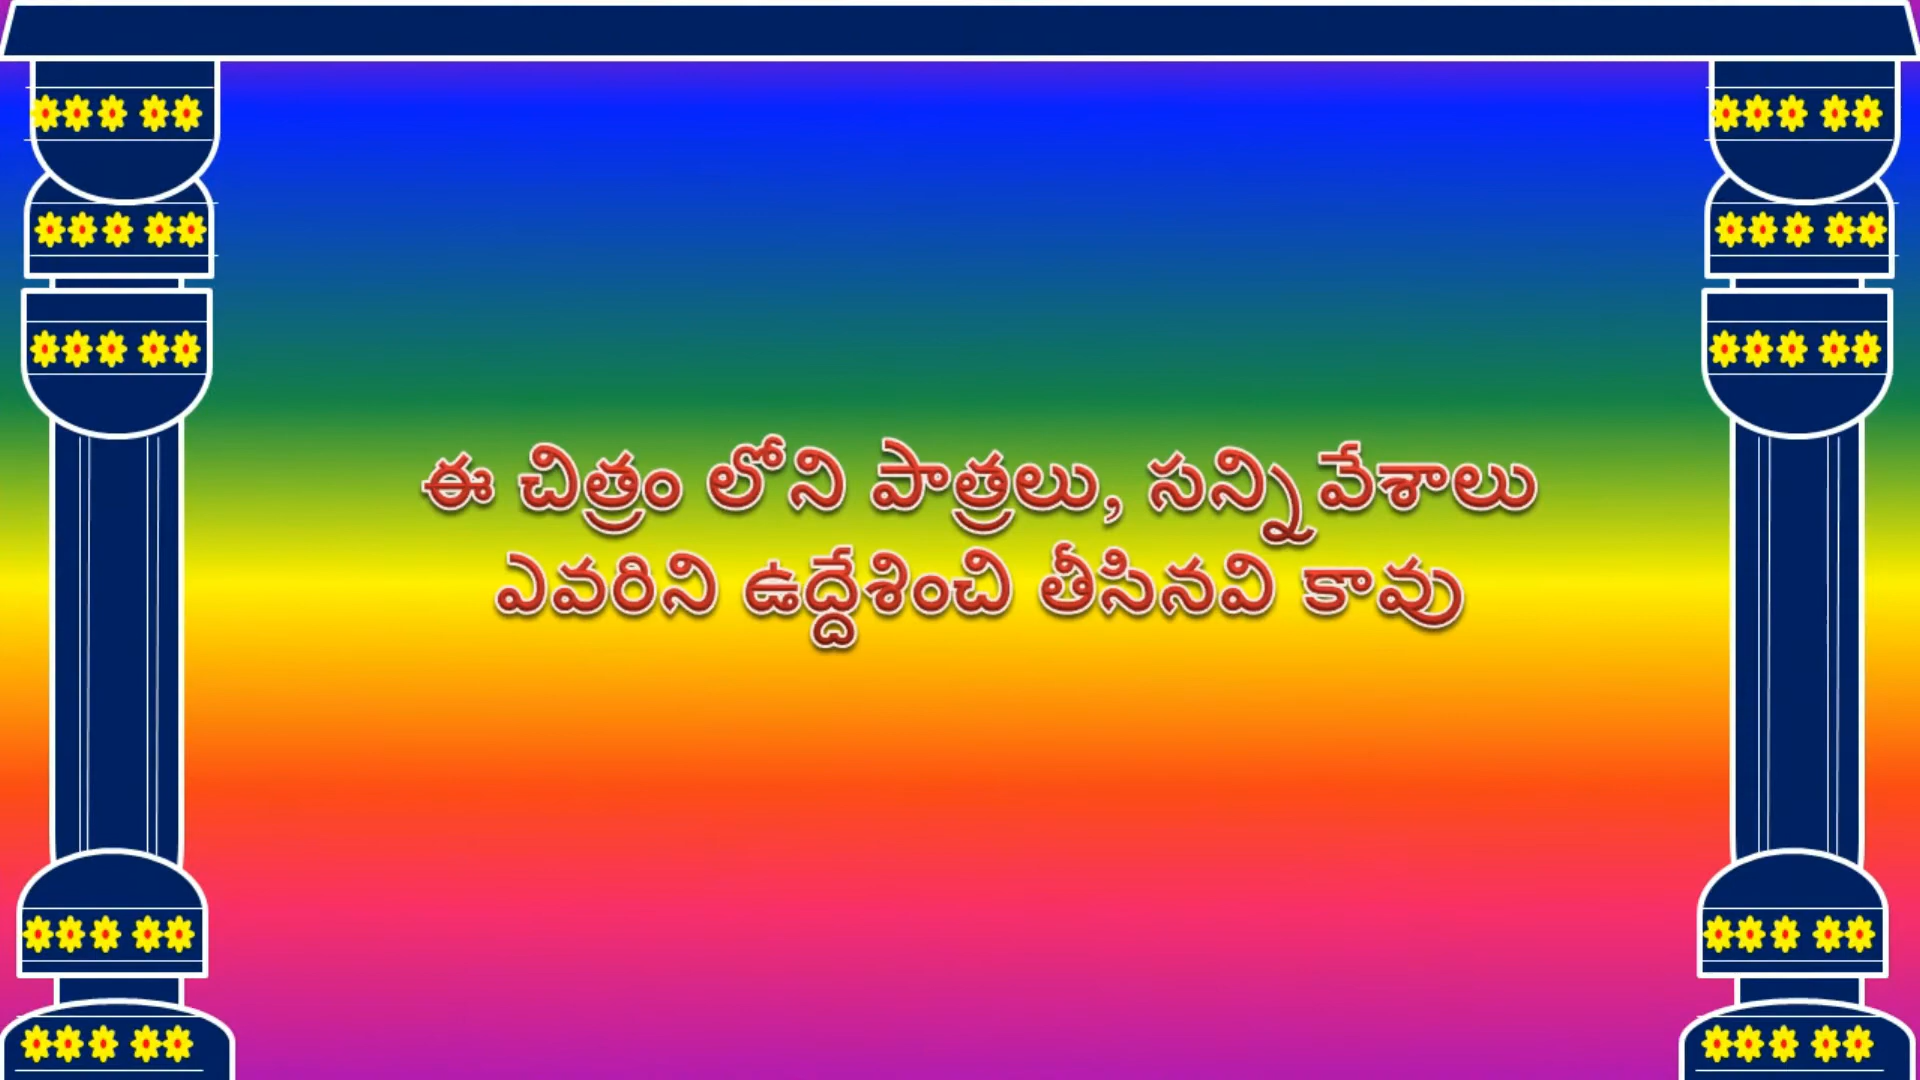 ఈ చిత్రం లోని పాత్రలు, సన్నివేశాలు
ఎవరిని ఉద్దేశించి తీసినవి కావు